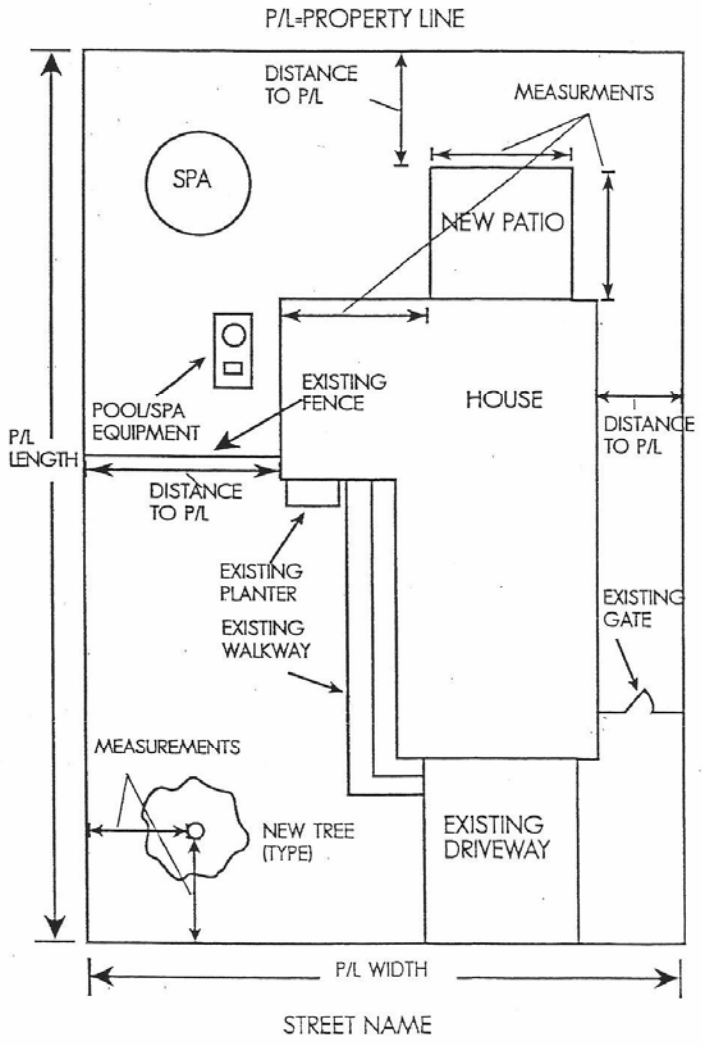 P/L=PROPERTY LINE
DISTANCE
TO P/L
MEASURMENTS
SPA
NEW PATIO
EXISTING
FENCE
HOUSE
POOL/SPA
EQUIPMENT
DISTANCE
TO P/L
P/L
LENGTH
DISTANCE
TO P/L
EXISTING
PLANTER
EXISTING
GATE
EXISTING
WALKWAY
MEASUREMENTS
NEW TREE
(TYPE)
EXISTING
DRIVEWAY
P/L WIDTH
STREET NAME